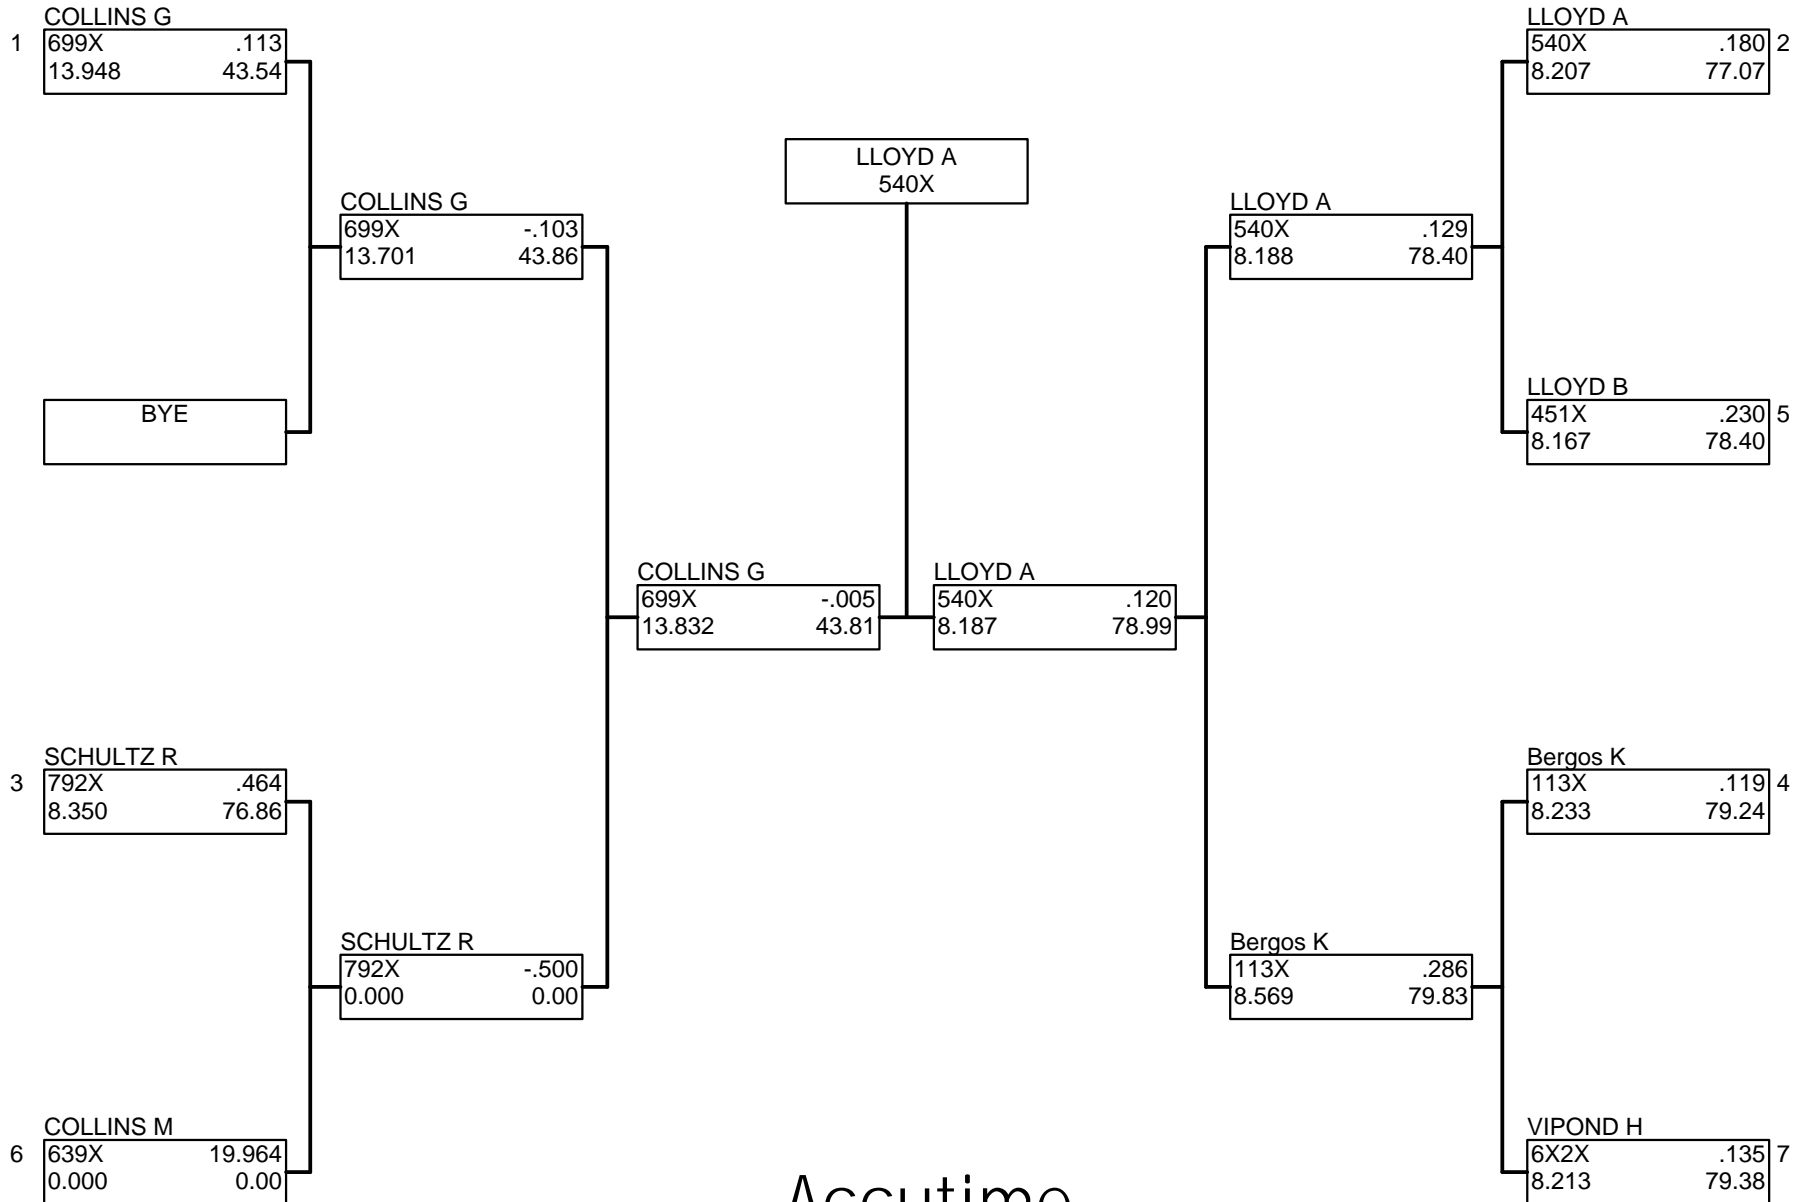 COLLINS G
1 699X .113
13.948 43.54
BYE
3 SCHULTZ R
792X .464
8.350 76.86
6 COLLINS M
639X 19.964
0.000 0.00
COLLINS G
699X -.103
13.701 43.86
SCHULTZ R
792X -.500
0.000 0.00
COLLINS G
699X -.005
13.832 43.81
LLOYD A
540X
LLOYD A
540X .120
8.187 78.99
LLOYD A
540X .129
8.188 78.40
Bergos K
113X .286
8.569 79.83
LLOYD A
540X .180 2
8.207 77.07
LLOYD B
451X .230 5
8.167 78.40
Bergos K
113X .119 4
8.233 79.24
VIPOND H
6X2X .135 7
8.213 79.38
Accutime